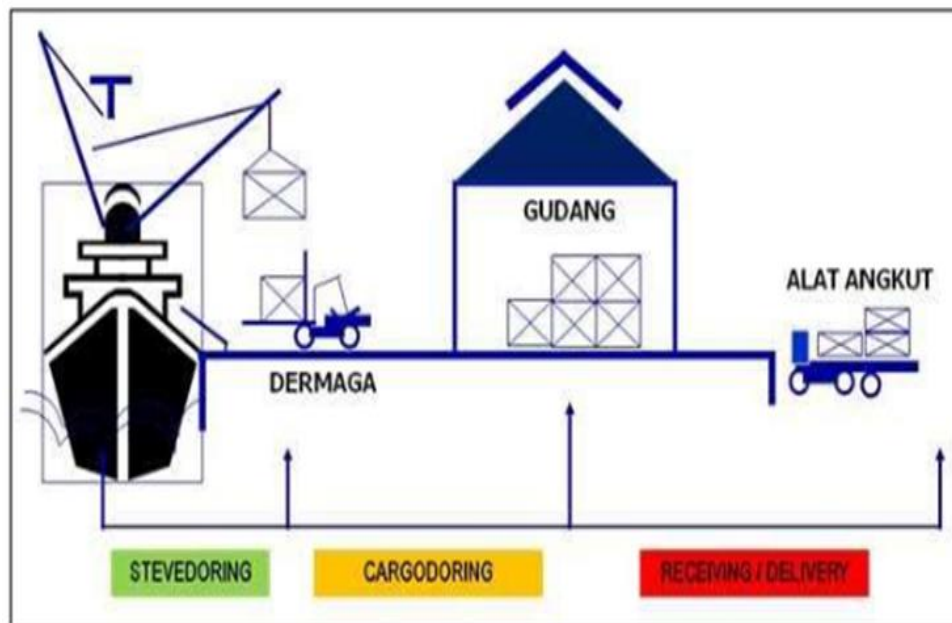 GUDANG
ALAT ANGKUT
DERMAGA
STEVEDORING
CARGODORING
RECEIVING / DELIVERY